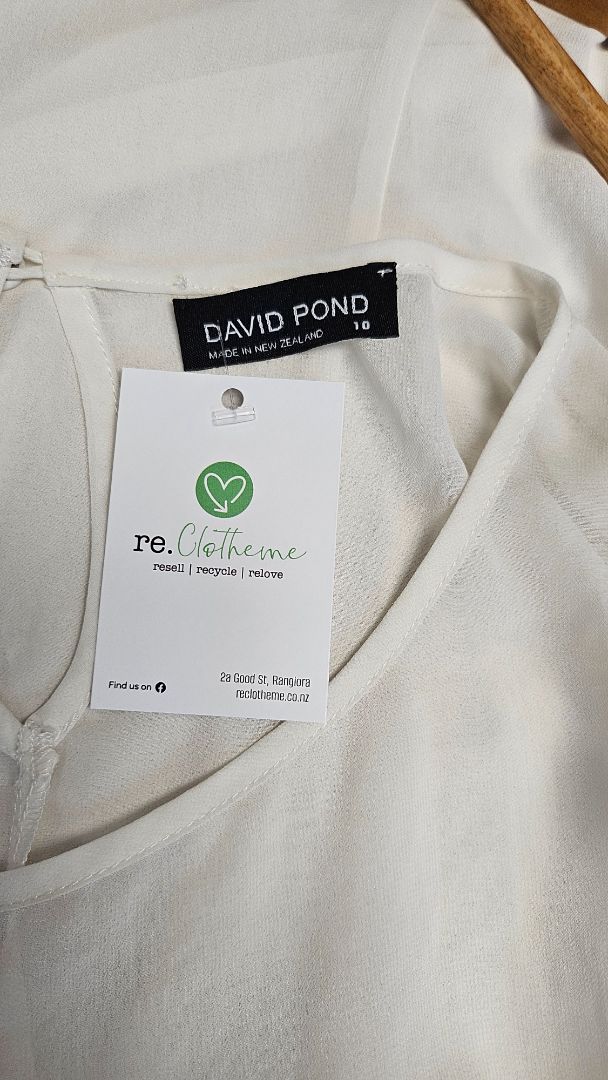 DAVID POND
10
MADE IN NEW ZEALAND
re.Clotheme
resell | recycle | relove
Find us on
2a Good St, Rangiora
reclotheme.co.nz